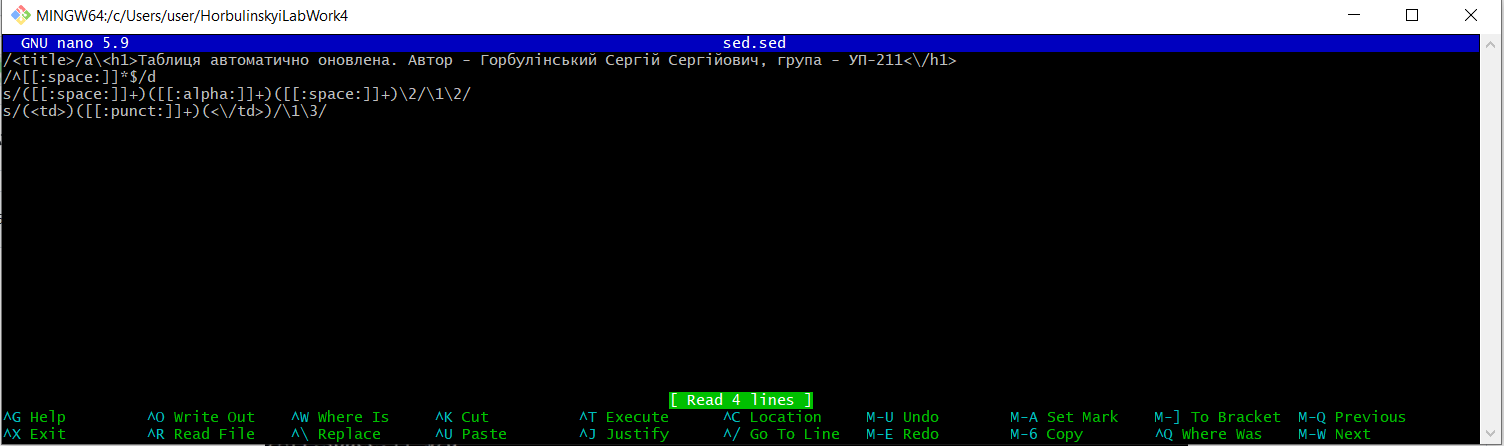 MINGW64:/c/Users/user/HorbulinskyiLabWork4
GNU nano 5.9 sed.sed
/<title>/a\<h1>Таблиця автоматично оновлена. Автор - Горбулінський Сергій Сергійович, група - УП-211<\/h1>
/^[[:space:]]*$/d
s/([[:space:]]+)([[:alpha:]]+)([[:space:]]+)\2/\1\2/
s/(<td>)([[:punct:]]+)(<\/td>)/\1\3/
[ Read 4 lines ]
^G Help ^O Write Out ^W Where Is ^K Cut ^T Execute ^C Location M-U Undo M-A Set Mark M-] To Bracket M-Q Previous
^X Exit ^R Read File ^\ Replace ^U Paste ^J Justify ^/ Go To Line M-E Redo M-6 Copy ^Q Where Was M-W Next